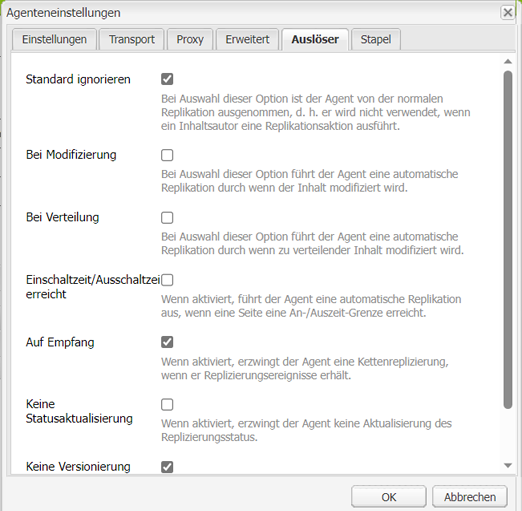 Agenteneinstellungen
Einstellungen Transport Proxy Erweitert Auslöser Stapel
Standard ignorieren
Bei Auswahl dieser Option ist der Agent von der normalen
Replikation ausgenommen, d. h. er wird nicht verwendet, wenn
ein Inhaltsautor eine Replikationsaktion ausführt.
Bei Modifizierung
Bei Auswahl dieser Option führt der Agent eine automatische
Replikation durch wenn der Inhalt modifiziert wird.
Bei Verteilung
Bei Auswahl dieser Option führt der Agent eine automatische
Replikation durch wenn zu verteilender Inhalt modifiziert wird.
Einschaltzeit/Ausschaltzei
erreicht
Wenn aktiviert, führt der Agent eine automatische Replikation
aus, wenn eine Seite eine An-/Auszeit-Grenze erreicht.
Auf Empfang
Wenn aktiviert, erzwingt der Agent eine Kettenreplizierung,
wenn er Replizierungsereignisse erhält.
Keine
Statusaktualisierung
Wenn aktiviert, erzwingt der Agent keine Aktualisierung des
Replizierungsstatus.
Keine Versionierung
OK Abbrechen